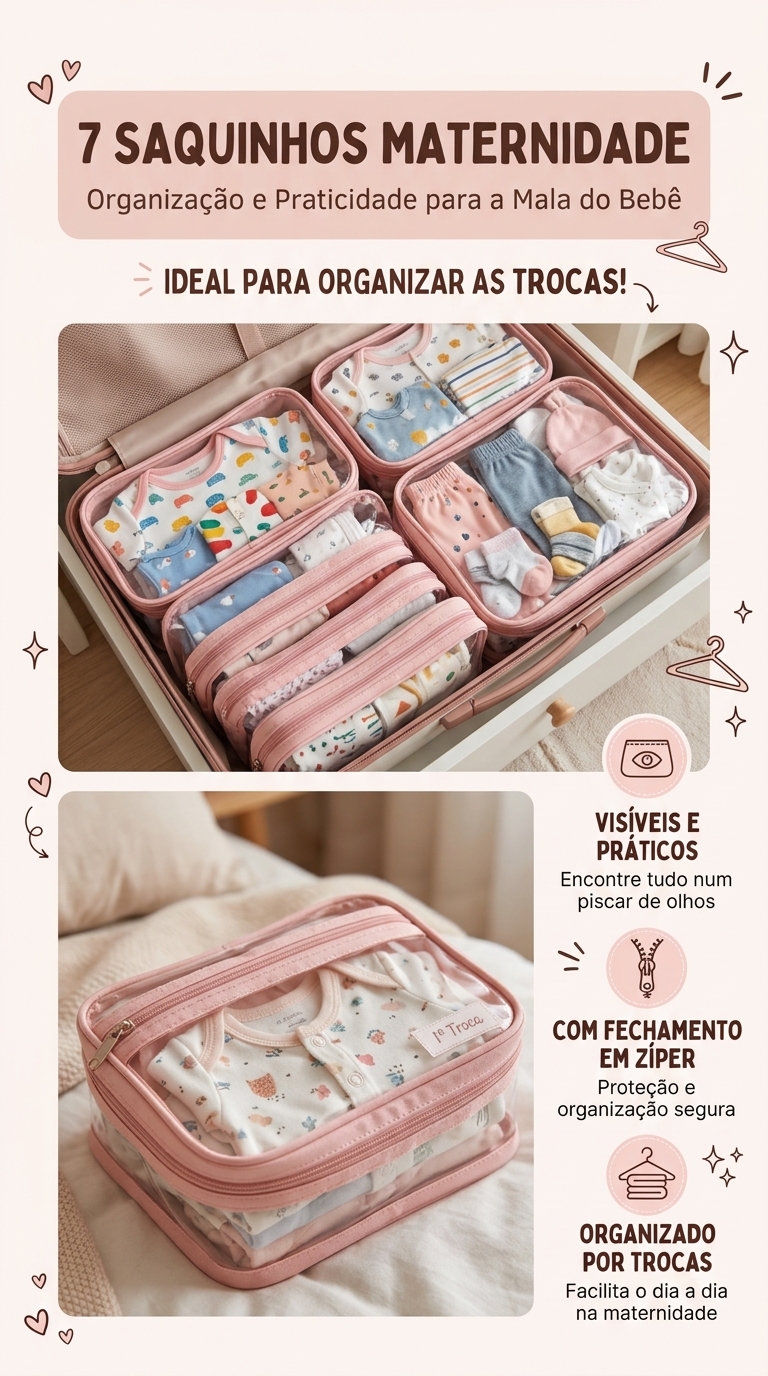 7 SAQUINHOS MATERNIDADE
Organização e Praticidade para a Mala do Bebê
IDEAL PARA ORGANIZAR AS TROCAS!
VISÍVEIS E
PRÁTICOS
Encontre tudo num
piscar de olhos
1ª Troca
COM FECHAMENTO
EM ZÍPER
Proteção e
organização segura
ORGANIZADO
POR TROCAS
Facilita o dia a dia
na maternidade